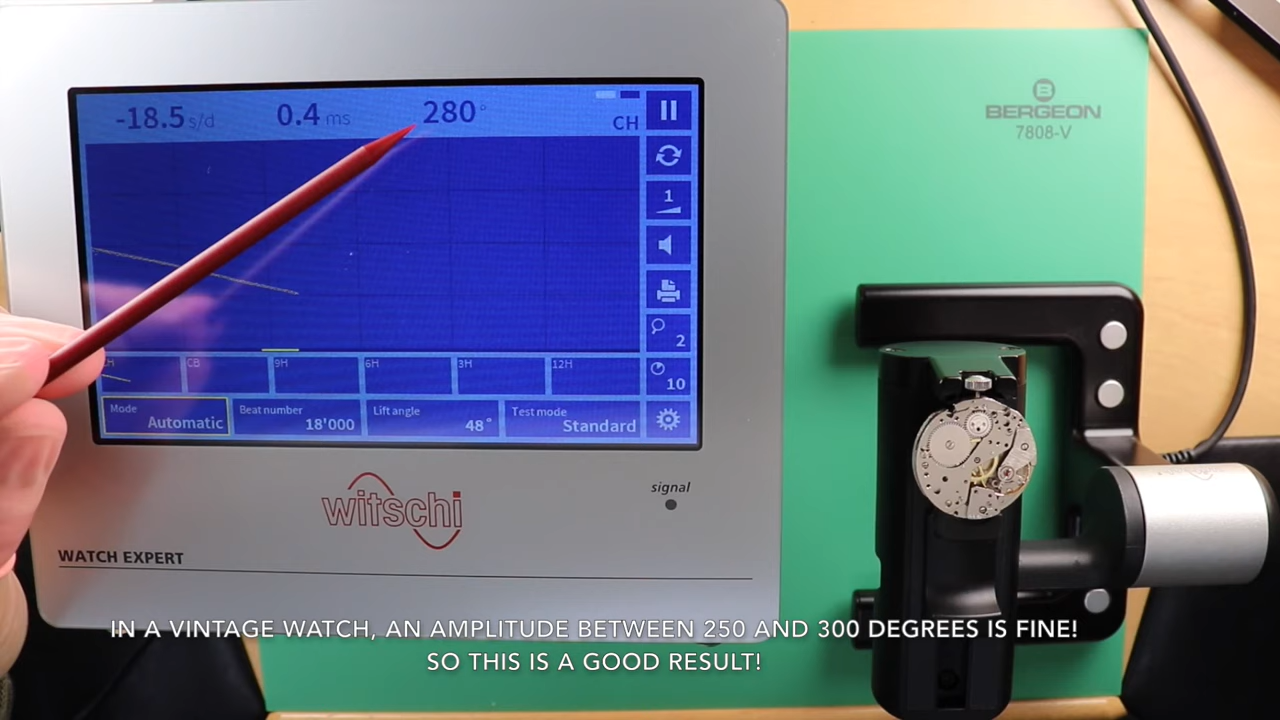 -18.5 s/d 0.4 ms 280°
CH
1
2
10
CB 9H 6H 3H 12H
Mode Beat number Lift angle Test mode
Automatic 18'000 48° Standard
witschi
signal
WATCH EXPERT
B
BERGEON
7808-V
IN A VINTAGE WATCH, AN AMPLITUDE BETWEEN 250 AND 300 DEGREES IS FINE!
SO THIS IS A GOOD RESULT!